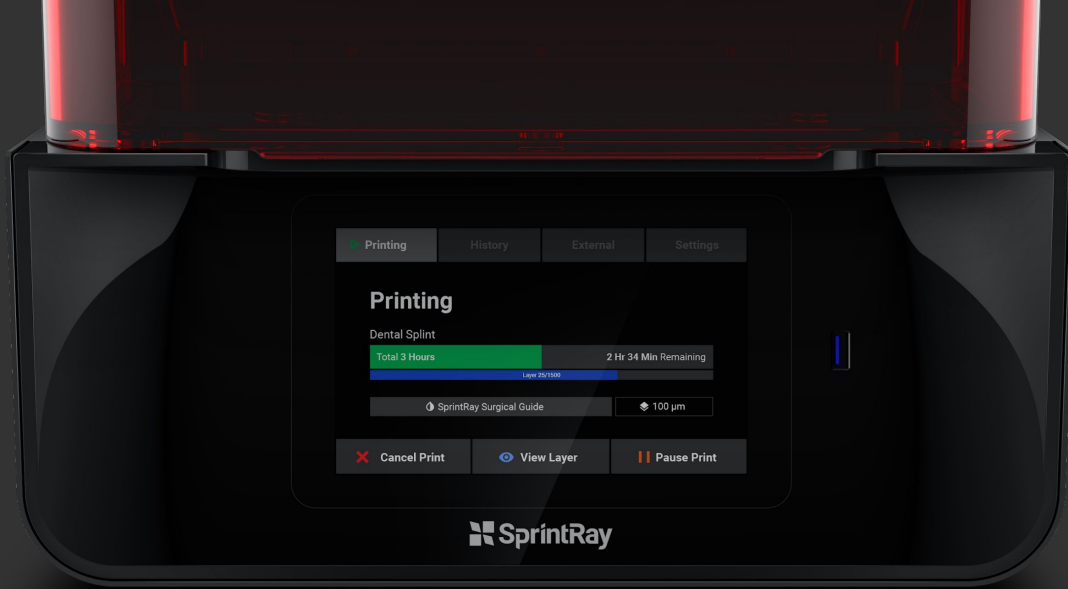 Printing History External Settings
Printing
Dental Splint
Total 3 Hours 2 Hr 34 Min Remaining
Layer 25/1500
SprintRay Surgical Guide 100 µm
Cancel Print View Layer Pause Print
SprintRay